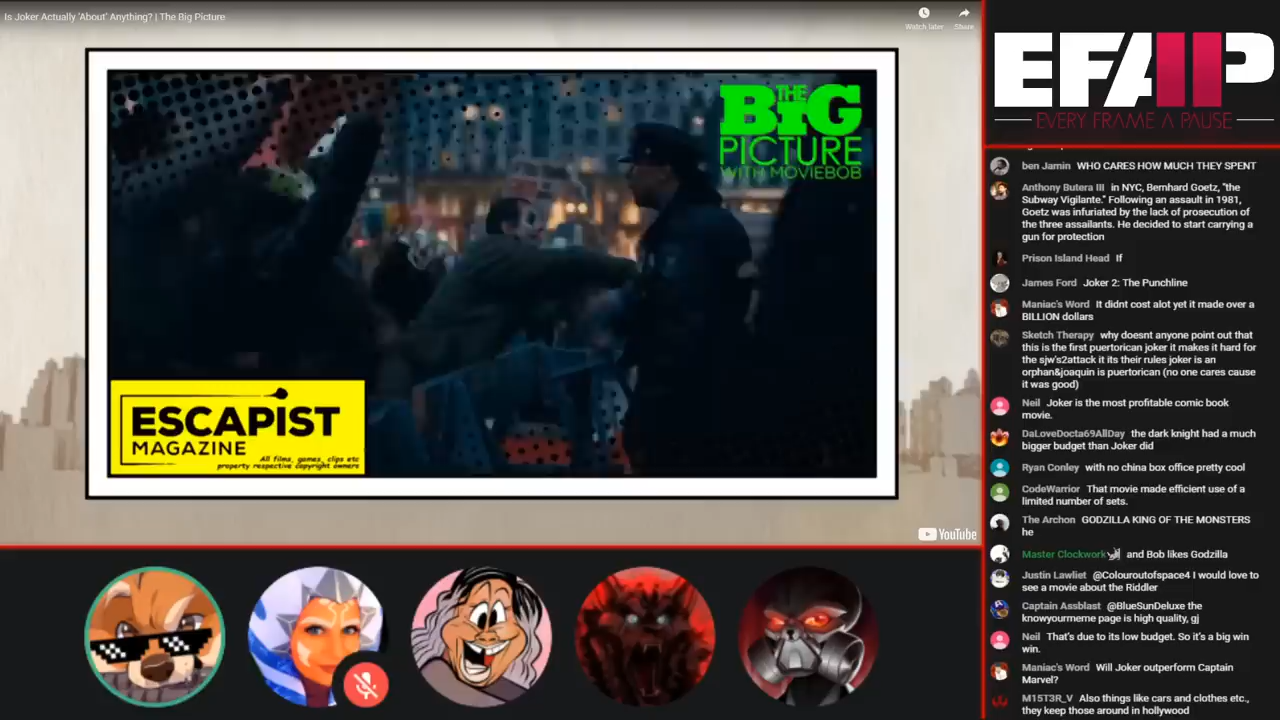 Is Joker Actually 'About' Anything? | The Big Picture
Watch later
Share
THE
BIG
PICTURE
WITH MOVIEBOB
ESCAPIST
MAGAZINE
All films, games, clips etc
property respective copyright owners
YouTube
EFAP
EVERY FRAME A PAUSE
ben Jamin WHO CARES HOW MUCH THEY SPENT
Anthony Butera III in NYC, Bernhard Goetz, "the
Subway Vigilante." Following an assault in 1981,
Goetz was infuriated by the lack of prosecution of
the three assailants. He decided to start carrying a
gun for protection
Prison Island Head If
James Ford Joker 2: The Punchline
Maniac's Word It didnt cost alot yet it made over a
BILLION dollars
Sketch Therapy why doesnt anyone point out that
this is the first puertorican joker it makes it hard for
the sjw's2attack it its their rules joker is an
orphan&joaquin is puertorican (no one cares cause
it was good)
Neil Joker is the most profitable comic book
movie.
DaLoveDocta69AllDay the dark knight had a much
bigger budget than Joker did
Ryan Conley with no china box office pretty cool
CodeWarrior That movie made efficient use of a
limited number of sets.
The Archon GODZILLA KING OF THE MONSTERS
he
Master Clockwork and Bob likes Godzilla
Justin Lawliet @Colouroutofspace4 I would love to
see a movie about the Riddler
Captain Assblast @BlueSunDeluxe the
knowyourmeme page is high quality, gj
Neil That's due to its low budget. So it's a big win
win.
Maniac's Word Will Joker outperform Captain
Marvel?
M15T3R_V Also things like cars and clothes etc.,
they keep those around in hollywood